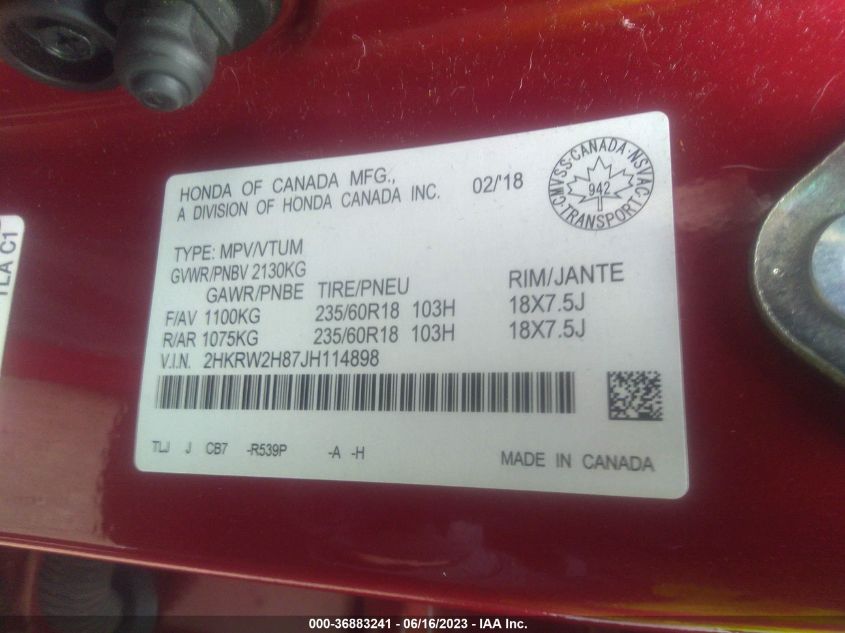 HONDA OF CANADA MFG.,
A DIVISION OF HONDA CANADA INC.
02/'18
CMVSS·CANADA·NSVAC
942
TRANSPORT
TYPE: MPV/VTUM
GVWR/PNBV 2130KG
GAWR/PNBE TIRE/PNEU RIM/JANTE
F/AV 1100KG 235/60R18 103H 18X7.5J
R/AR 1075KG 235/60R18 103H 18X7.5J
V.I.N. 2HKRW2H87JH114898
TLJ J CB7 -R539P -A -H
MADE IN CANADA
TLA C1
000-36883241 - 06/16/2023 - IAA Inc.